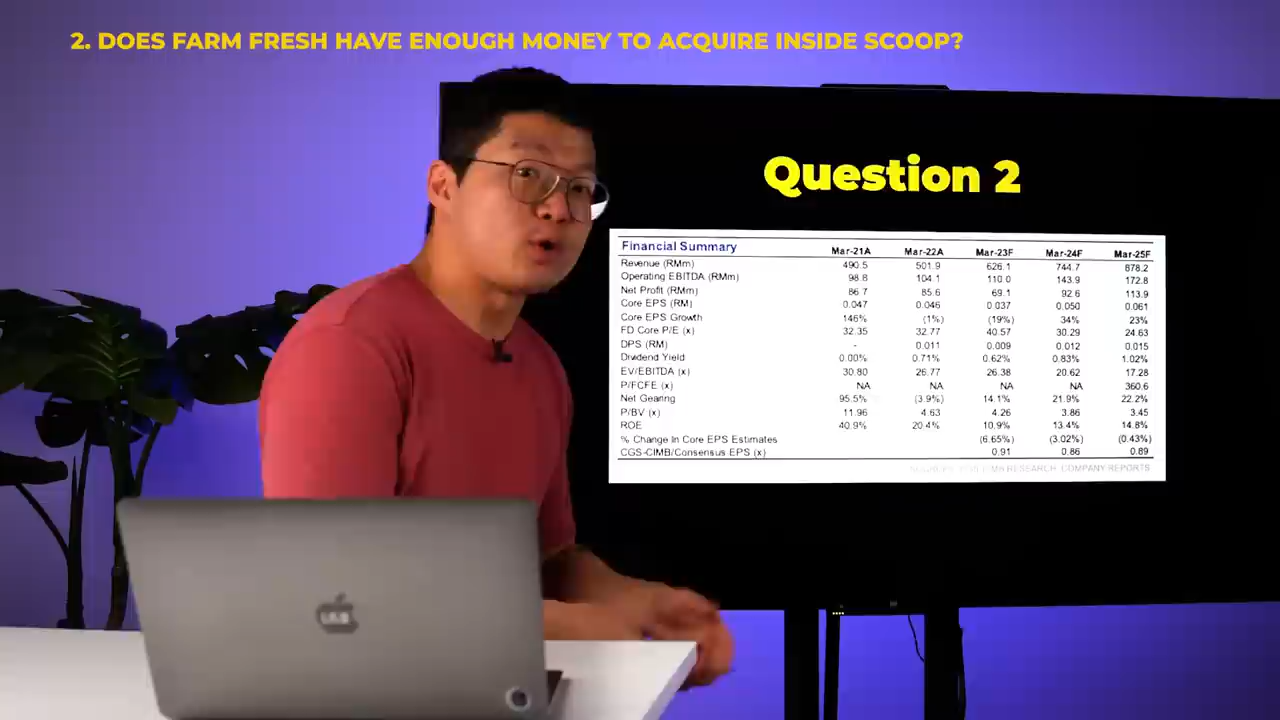 2. DOES FARM FRESH HAVE ENOUGH MONEY TO ACQUIRE INSIDE SCOOP?
Question 2
Financial Summary Mar-21A Mar-22A Mar-23F Mar-24F Mar-25F
Revenue (RMm) 490.5 501.9 626.1 744.7 878.2
Operating EBITDA (RMm) 98.8 104.1 110.0 143.9 172.8
Net Profit (RMm) 86.7 85.6 69.1 92.6 113.9
Core EPS (RM) 0.047 0.046 0.037 0.050 0.061
Core EPS Growth 146% (1%) (19%) 34% 23%
FD Core P/E (x) 32.35 32.77 40.57 30.29 24.63
DPS (RM) - 0.011 0.009 0.012 0.015
Dividend Yield 0.00% 0.71% 0.62% 0.83% 1.02%
EV/EBITDA (x) 30.80 26.77 26.38 20.62 17.28
P/FCFE (x) NA NA NA NA 360.6
Net Gearing 95.5% (3.9%) 14.1% 21.9% 22.2%
P/BV (x) 11.96 4.63 4.26 3.86 3.45
ROE 40.9% 20.4% 10.9% 13.4% 14.8%
% Change In Core EPS Estimates (6.65%) (3.02%) (0.43%)
CGS-CIMB/Consensus EPS (x) 0.91 0.86 0.89
RESEARCH, COMPANY REPORTS